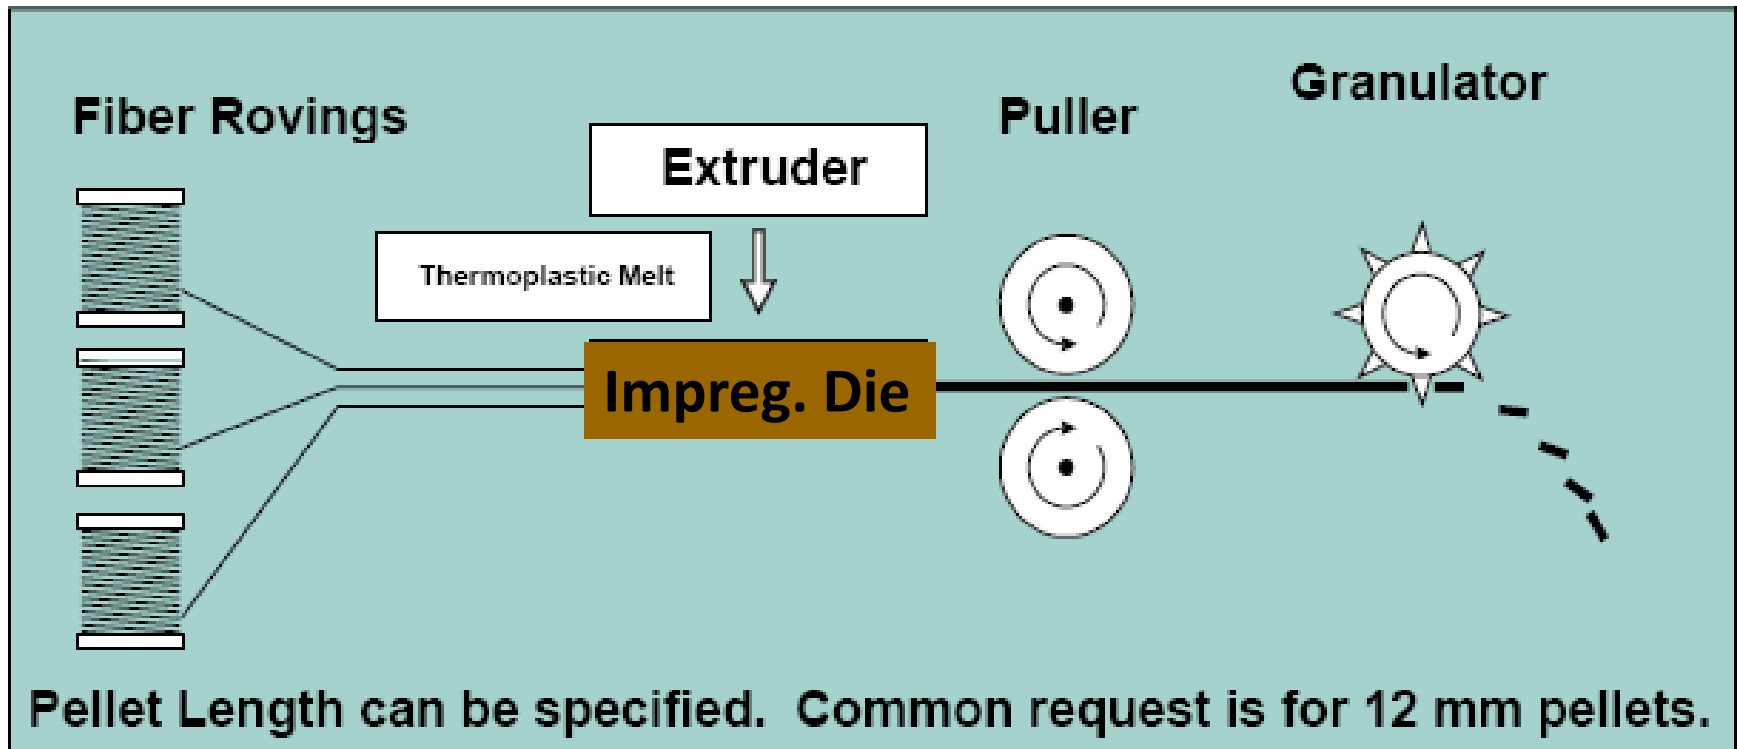 Granulator
Fiber Rovings
Puller
Extruder
Thermoplastic Melt
Impreg. Die
Pellet Length can be specified.  Common request is for 12 mm pellets.